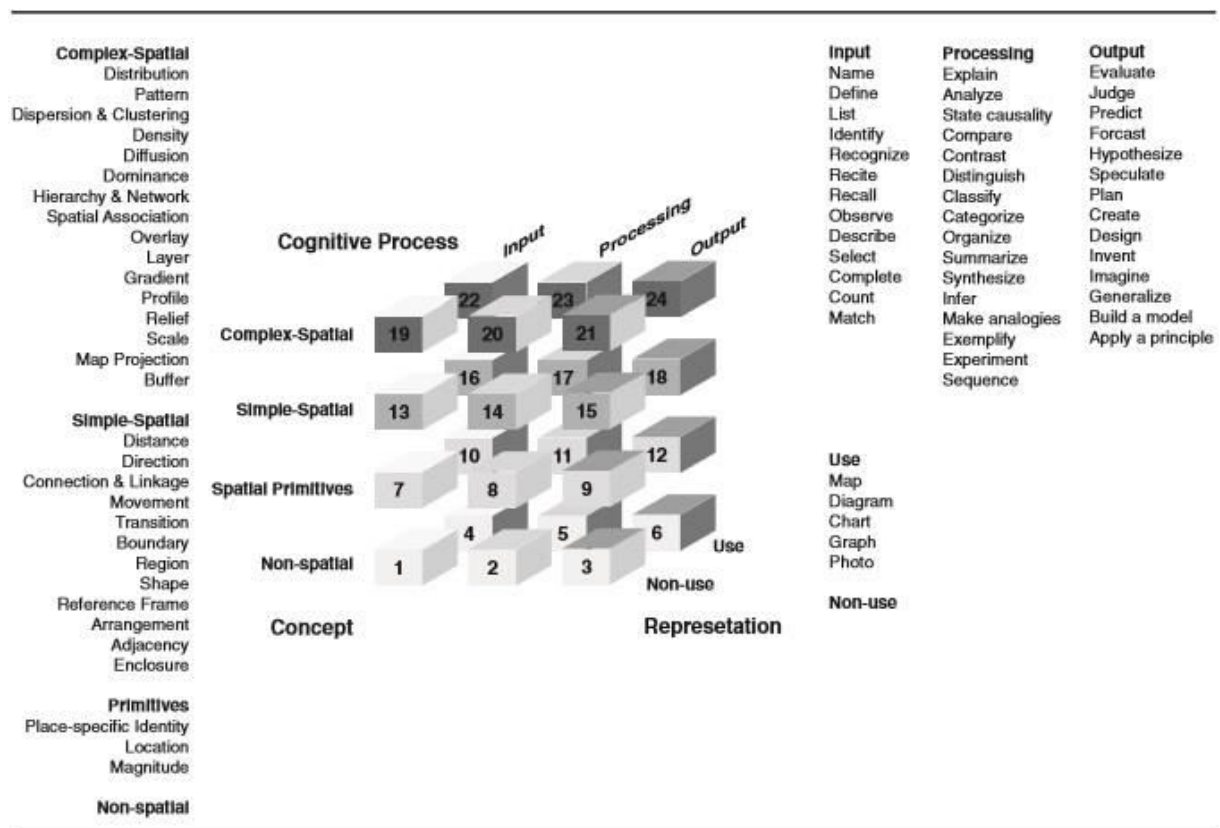 Complex-Spatial
Distribution
Pattern
Dispersion & Clustering
Density
Diffusion
Dominance
Hierarchy & Network
Spatial Association
Overlay
Layer
Gradient
Profile
Relief
Scale
Map Projection
Buffer
Simple-Spatial
Distance
Direction
Connection & Linkage
Movement
Transition
Boundary
Region
Shape
Reference Frame
Arrangement
Adjacency
Enclosure
Primitives
Place-specific Identity
Location
Magnitude
Non-spatial
Cognitive Process
Input
Processing
Output
22
23
24
Complex-Spatial
19
20
21
16
17
18
Simple-Spatial
13
14
15
10
11
12
Spatial Primitives
7
8
9
4
5
6
Use
Non-spatial
1
2
3
Non-use
Concept
Represetation
Input
Name
Define
List
Identify
Recognize
Recite
Recall
Observe
Describe
Select
Complete
Count
Match
Processing
Explain
Analyze
State causality
Compare
Contrast
Distinguish
Classify
Categorize
Organize
Summarize
Synthesize
Infer
Make analogies
Exemplify
Experiment
Sequence
Output
Evaluate
Judge
Predict
Forcast
Hypothesize
Speculate
Plan
Create
Design
Invent
Imagine
Generalize
Build a model
Apply a principle
Use
Map
Diagram
Chart
Graph
Photo
Non-use